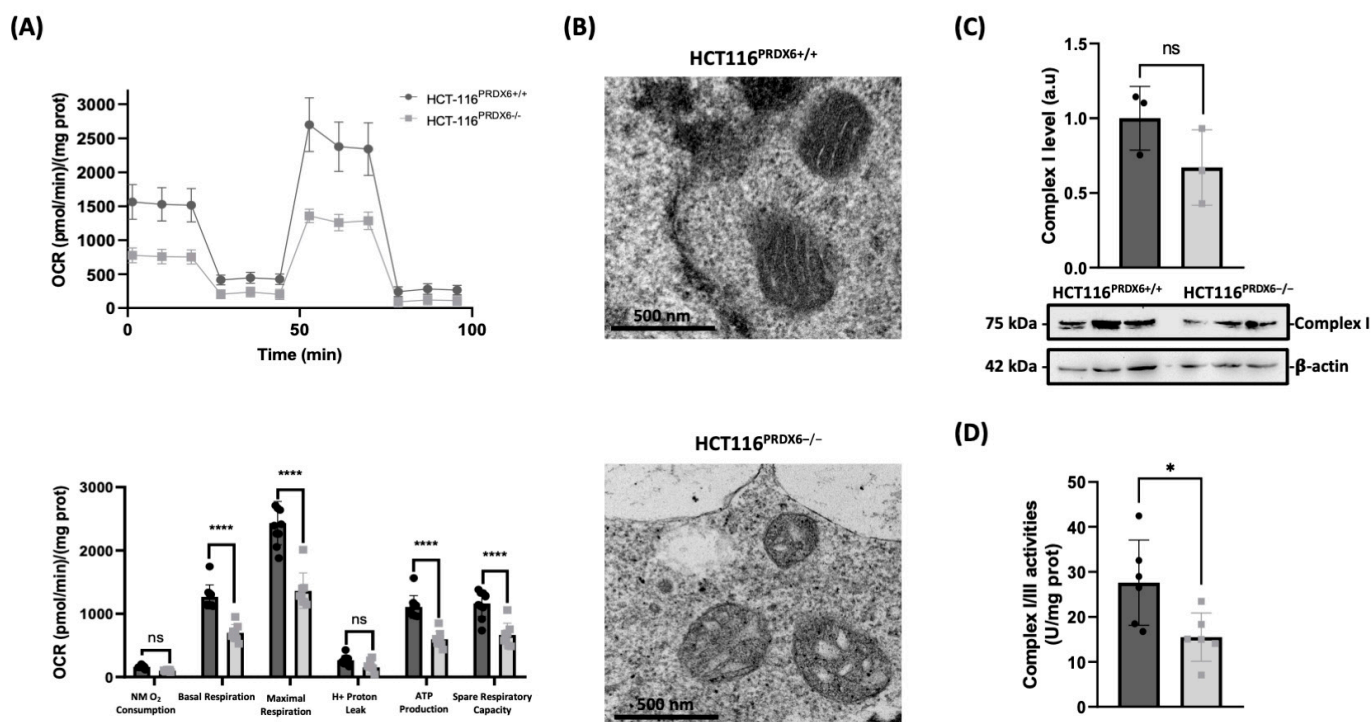 (A)
HCT-116PRDX6+/+
HCT-116PRDX6-/-
OCR (pmol/min)/(mg prot)
3000
2500
2000
1500
1000
500
0
0 50 100
Time (min)
3000
2000
1000
0
OCR (pmol/min)/(mg prot)
ns
****
****
ns
****
****
NM O2
Consumption
Basal Respiration
Maximal
Respiration
H+ Proton
Leak
ATP
Production
Spare Respiratory
Capacity
(B)
HCT116PRDX6+/+
500 nm
HCT116PRDX6−/−
500 nm
(C)
Complex I level (a.u)
1.5
1.0
0.5
0.0
ns
HCT116PRDX6+/+ HCT116PRDX6−/−
75 kDa - -Complex I
42 kDa - -β-actin
(D)
Complex I/III activities
(U/mg prot)
50
40
30
20
10
0
*